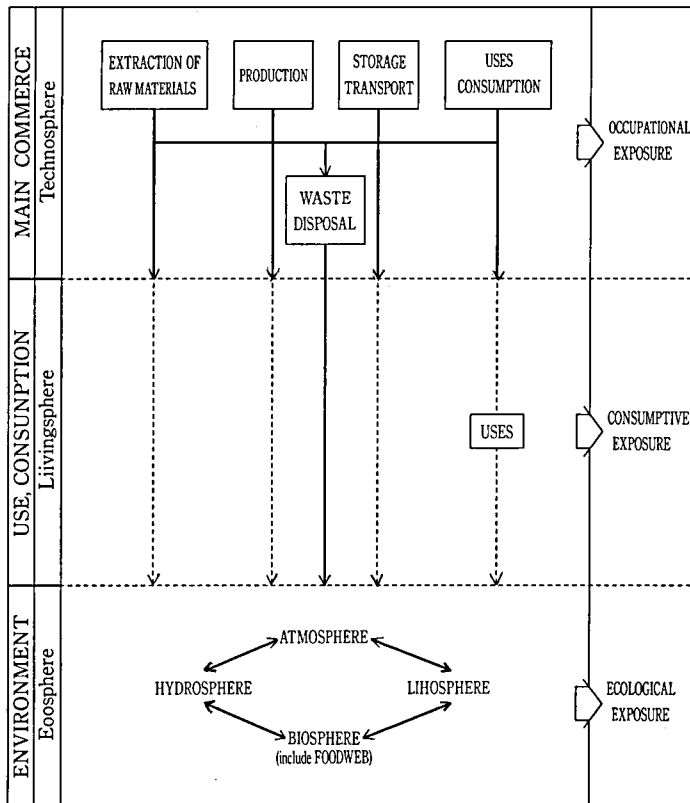 MAIN COMMERCE
Technosphere
EXTRACTION OF
RAW MATERIALS
PRODUCTION
STORAGE
TRANSPORT
USES
CONSUMPTION
WASTE
DISPOSAL
OCCUPATIONAL
EXPOSURE
USE, CONSUNPTION
Liivingsphere
USES
CONSUMPTIVE
EXPOSURE
ENVIRONMENT
Eoosphere
ATMOSPHERE
HYDROSPHERE
LIHOSPHERE
BIOSPHERE
(include FOODWEB)
ECOLOGICAL
EXPOSURE